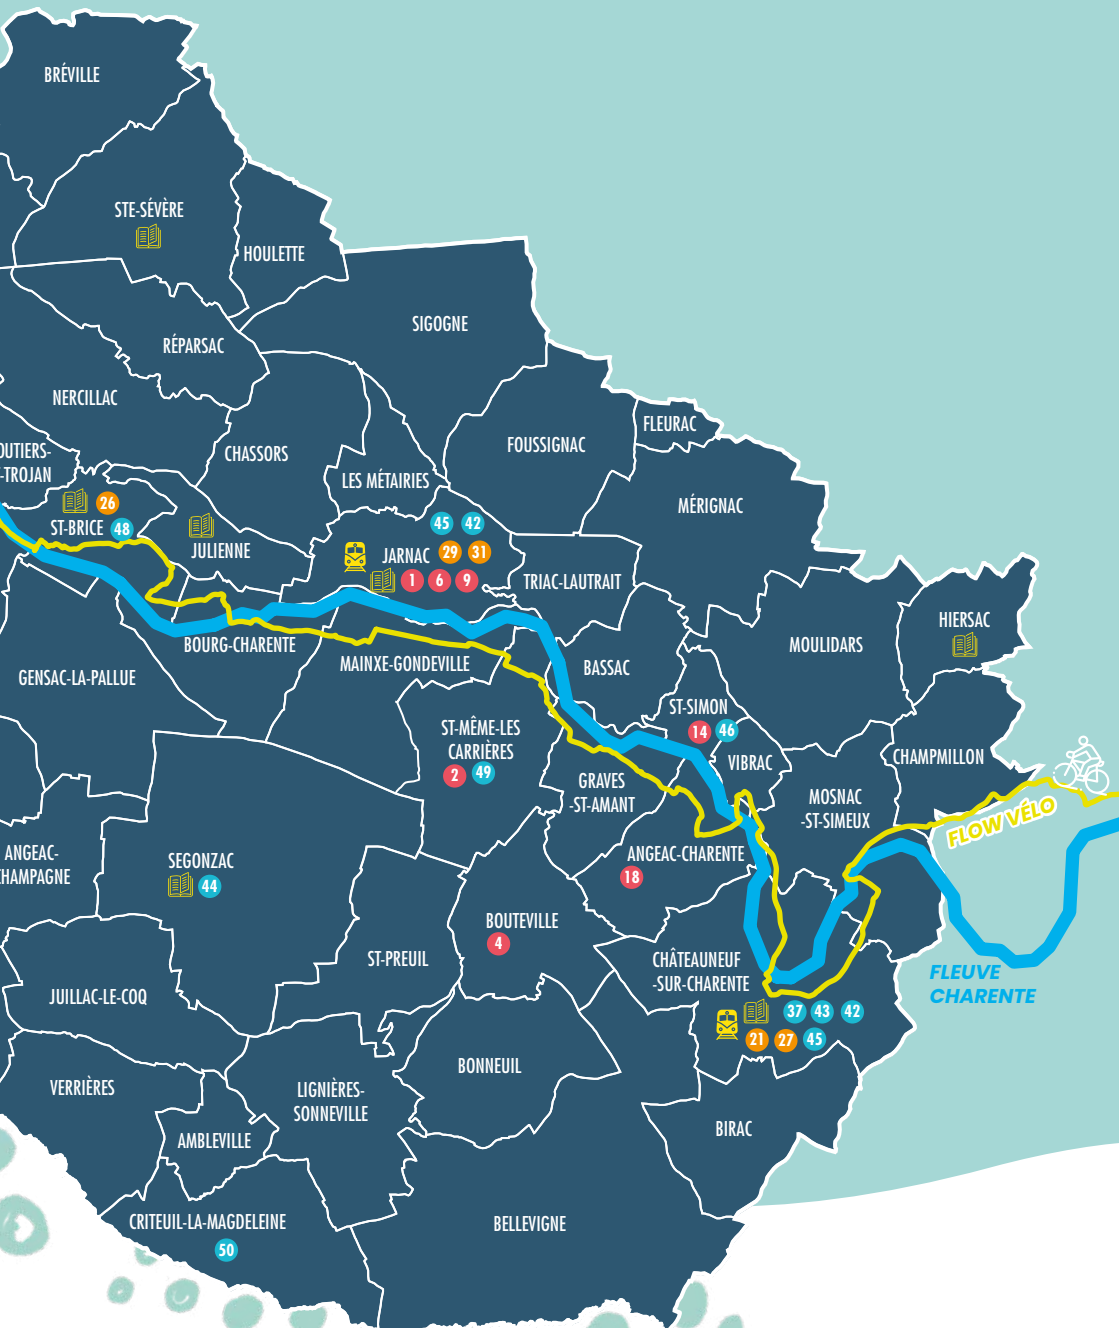 BRÉVILLE
STE-SÉVÈRE
HOULETTE
SIGOGNE
RÉPARSAC
NERCILLAC
FLEURAC
FOUSSIGNAC
CHASSORS
OUTIERS-
-TROJAN
LES MÉTAIRIES
MÉRIGNAC
26
ST-BRICE 48
JULIENNE
45 42
JARNAC 29 31
1 6 9
TRIAC-LAUTRAIT
HIERSAC
MOULIDARS
BOURG-CHARENTE
MAINXE-GONDEVILLE
BASSAC
GENSAC-LA-PALLUE
ST-SIMON
14 46
ST-MÊME-LES
CARRIÈRES
2 49
VIBRAC
CHAMPMILLON
GRAVES
-ST-AMANT
MOSNAC
-ST-SIMEUX
FLOW VÉLO
ANGEAC-
CHAMPAGNE
SEGONZAC
44
ANGEAC-CHARENTE
18
BOUTEVILLE
4
ST-PREUIL
CHÂTEAUNEUF
-SUR-CHARENTE
37 43 42
21 27 45
FLEUVE
CHARENTE
JUILLAC-LE-COQ
BONNEUIL
VERRIÈRES
LIGNIÈRES-
SONNEVILLE
BIRAC
AMBLEVILLE
CRITEUIL-LA-MAGDELEINE
50
BELLEVIGNE